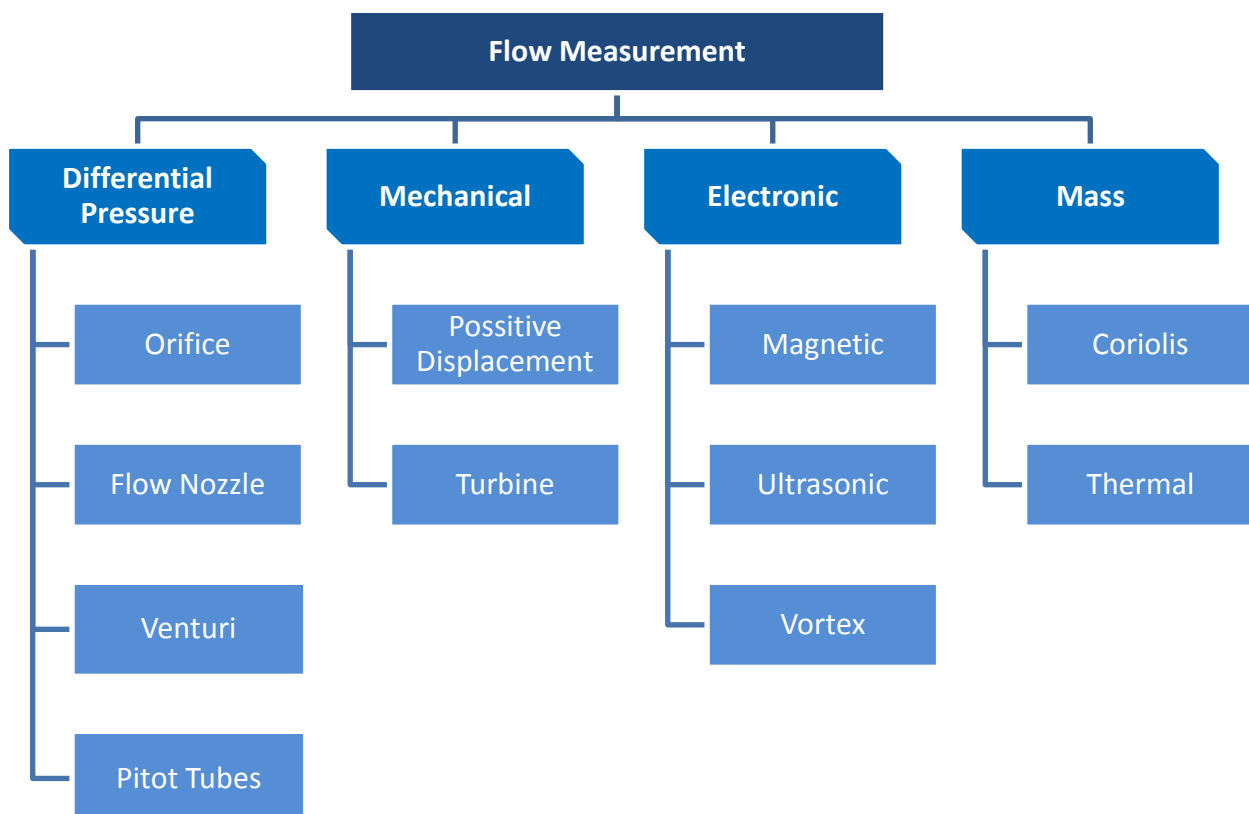 Flow Measurement
Differential
Pressure
Mechanical
Electronic
Mass
Orifice
Flow Nozzle
Venturi
Pitot Tubes
Possitive
Displacement
Turbine
Magnetic
Ultrasonic
Vortex
Coriolis
Thermal